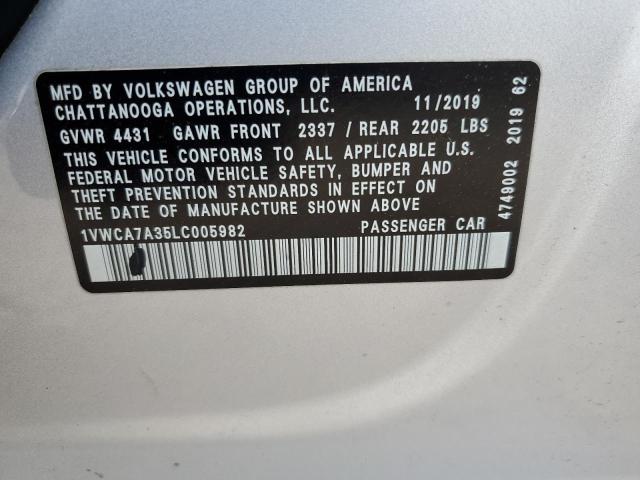 MFD BY VOLKSWAGEN GROUP OF AMERICA
CHATTANOOGA OPERATIONS, LLC. 11/2019
GVWR 4431 GAWR FRONT 2337 / REAR 2205 LBS
THIS VEHICLE CONFORMS TO ALL APPLICABLE U.S.
FEDERAL MOTOR VEHICLE SAFETY, BUMPER AND
THEFT PREVENTION STANDARDS IN EFFECT ON
THE DATE OF MANUFACTURE SHOWN ABOVE
1VWCA7A35LC005982 PASSENGER CAR
4749002 2019 62